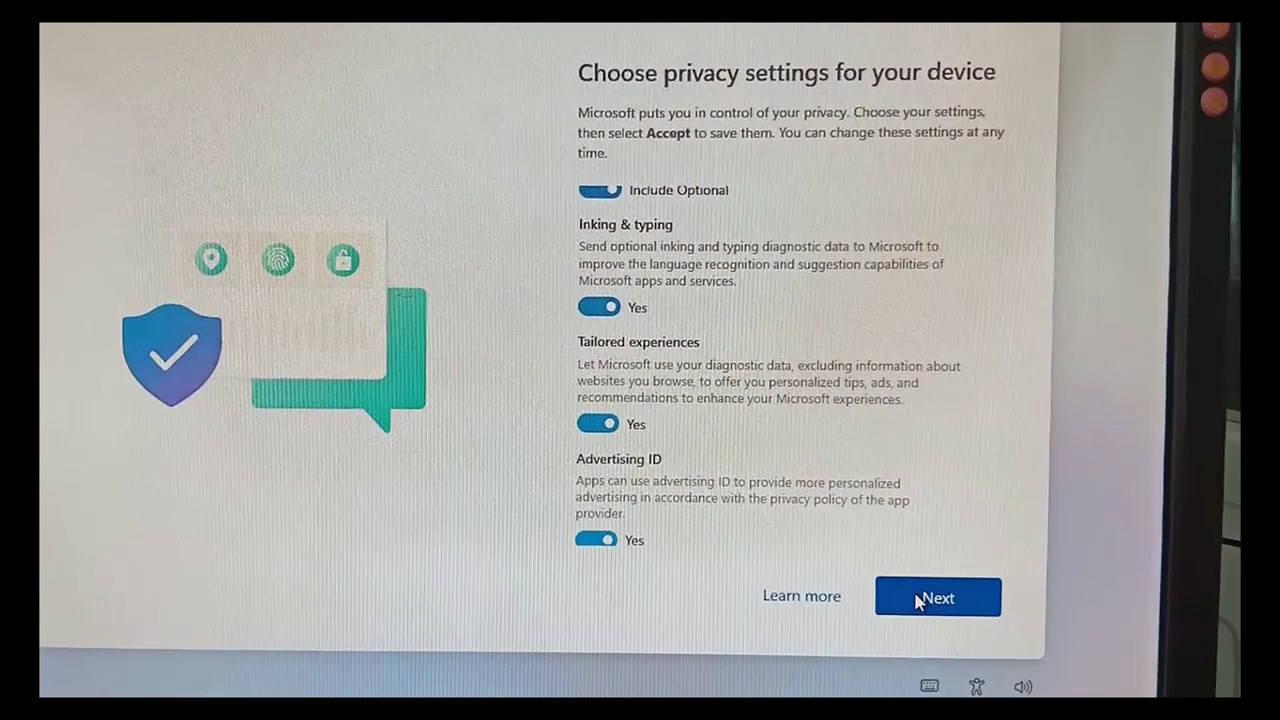 Choose privacy settings for your device
Microsoft puts you in control of your privacy. Choose your settings,
then select Accept to save them. You can change these settings at any
time.
Include Optional
Inking & typing
Send optional inking and typing diagnostic data to Microsoft to
improve the language recognition and suggestion capabilities of
Microsoft apps and services.
Yes
Tailored experiences
Let Microsoft use your diagnostic data, excluding information about
websites you browse, to offer you personalized tips, ads, and
recommendations to enhance your Microsoft experiences.
Yes
Advertising ID
Apps can use advertising ID to provide more personalized
advertising in accordance with the privacy policy of the app
provider.
Yes
Learn more
Next